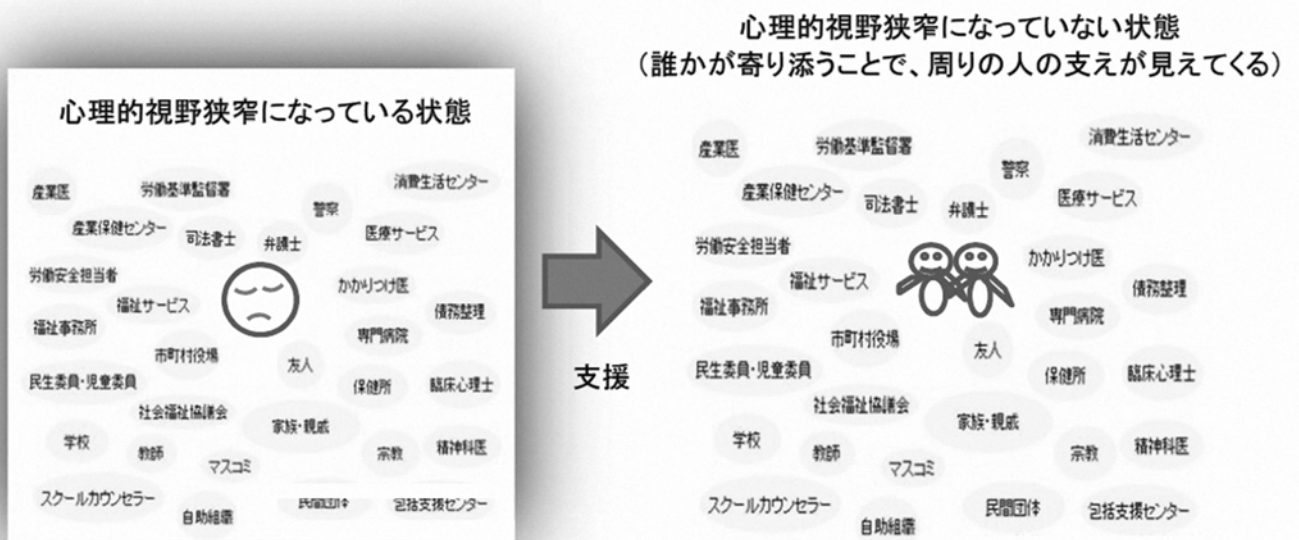 心理的視野狭窄になっていない状態
（誰かが寄り添うことで、周りの人の支えが見えてくる）
心理的視野狭窄になっている状態
産業医
労働基準監督署
警察
消費生活センター
産業保健センター
司法書士
弁護士
医療サービス
労働安全担当者
福祉サービス
かかりつけ医
債務整理
福祉事務所
市町村役場
友人
専門病院
民生委員・児童委員
保健所
臨床心理士
社会福祉協議会
家族・親戚
学校
教師
マスコミ
宗教
精神科医
スクールカウンセラー
自助組織
民間団体
包括支援センター
支援
産業医
労働基準監督署
警察
消費生活センター
産業保健センター
司法書士
弁護士
医療サービス
労働安全担当者
福祉サービス
かかりつけ医
債務整理
福祉事務所
市町村役場
友人
専門病院
民生委員・児童委員
保健所
臨床心理士
社会福祉協議会
家族・親戚
学校
教師
マスコミ
宗教
精神科医
スクールカウンセラー
自助組織
民間団体
包括支援センター